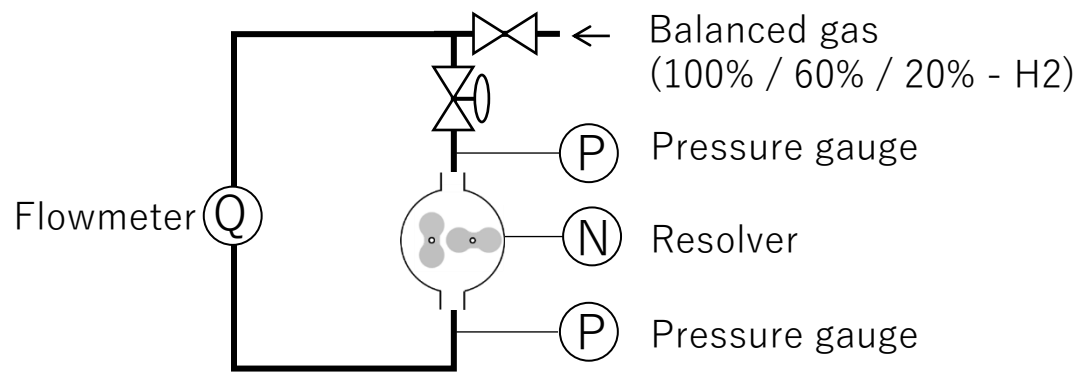 Balanced gas
(100% / 60% / 20% - H2)
P Pressure gauge
Flowmeter Q
N Resolver
P Pressure gauge